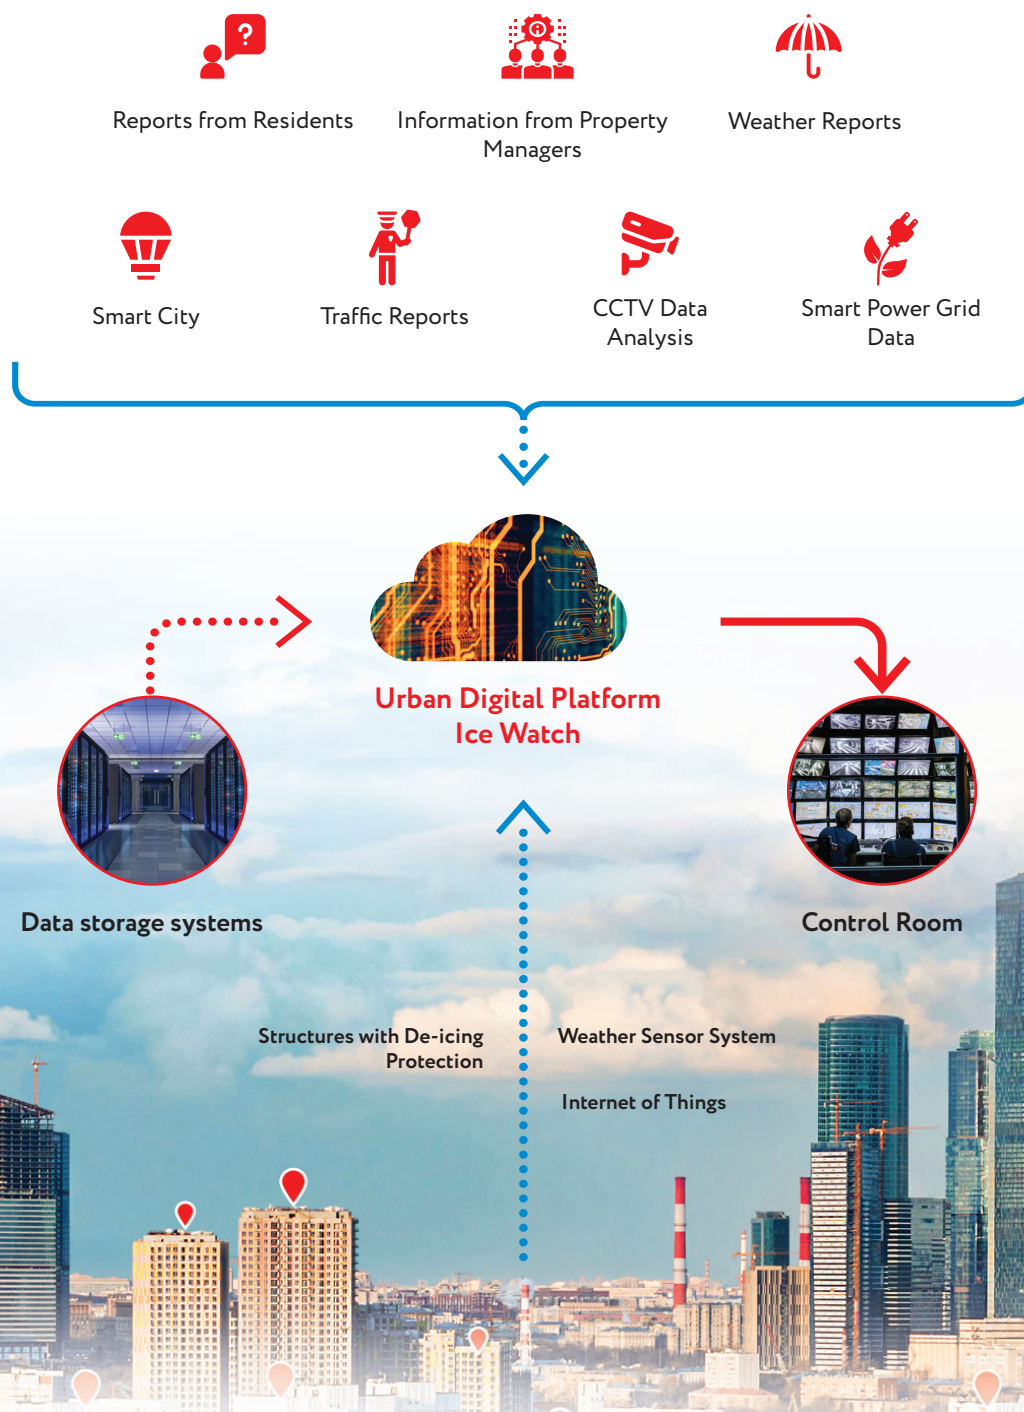 Reports from Residents
Information from Property
Managers
Weather Reports
Smart City
Traffic Reports
CCTV Data
Analysis
Smart Power Grid
Data
Urban Digital Platform
Ice Watch
Data storage systems
Control Room
Structures with De-icing
Protection
Weather Sensor System
Internet of Things